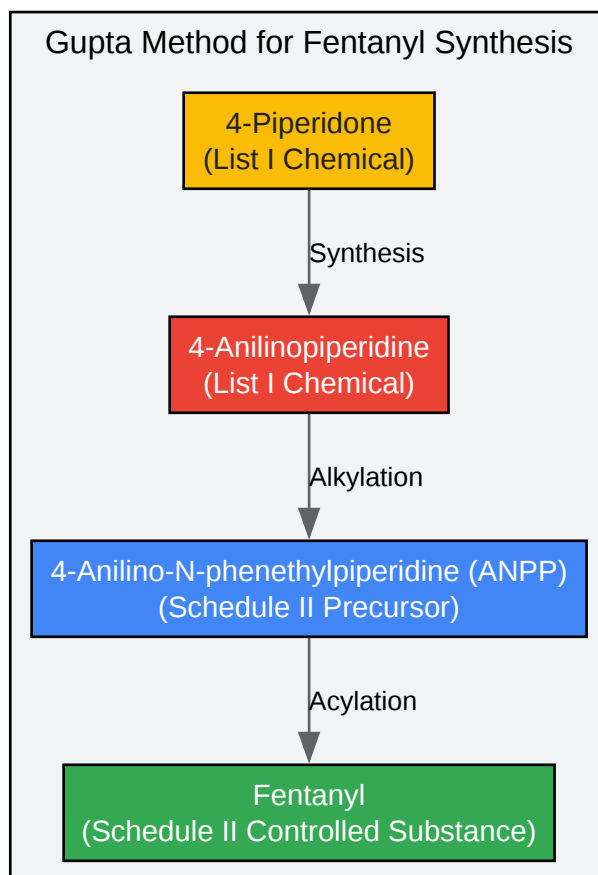 Gupta Method for Fentanyl Synthesis
4-Piperidone
(List I Chemical)
Synthesis
4-Anilinopiperidine
(List I Chemical)
Alkylation
4-Anilino-N-phenethylpiperidine (ANPP)
(Schedule II Precursor)
Acylation
Fentanyl
(Schedule II Controlled Substance)